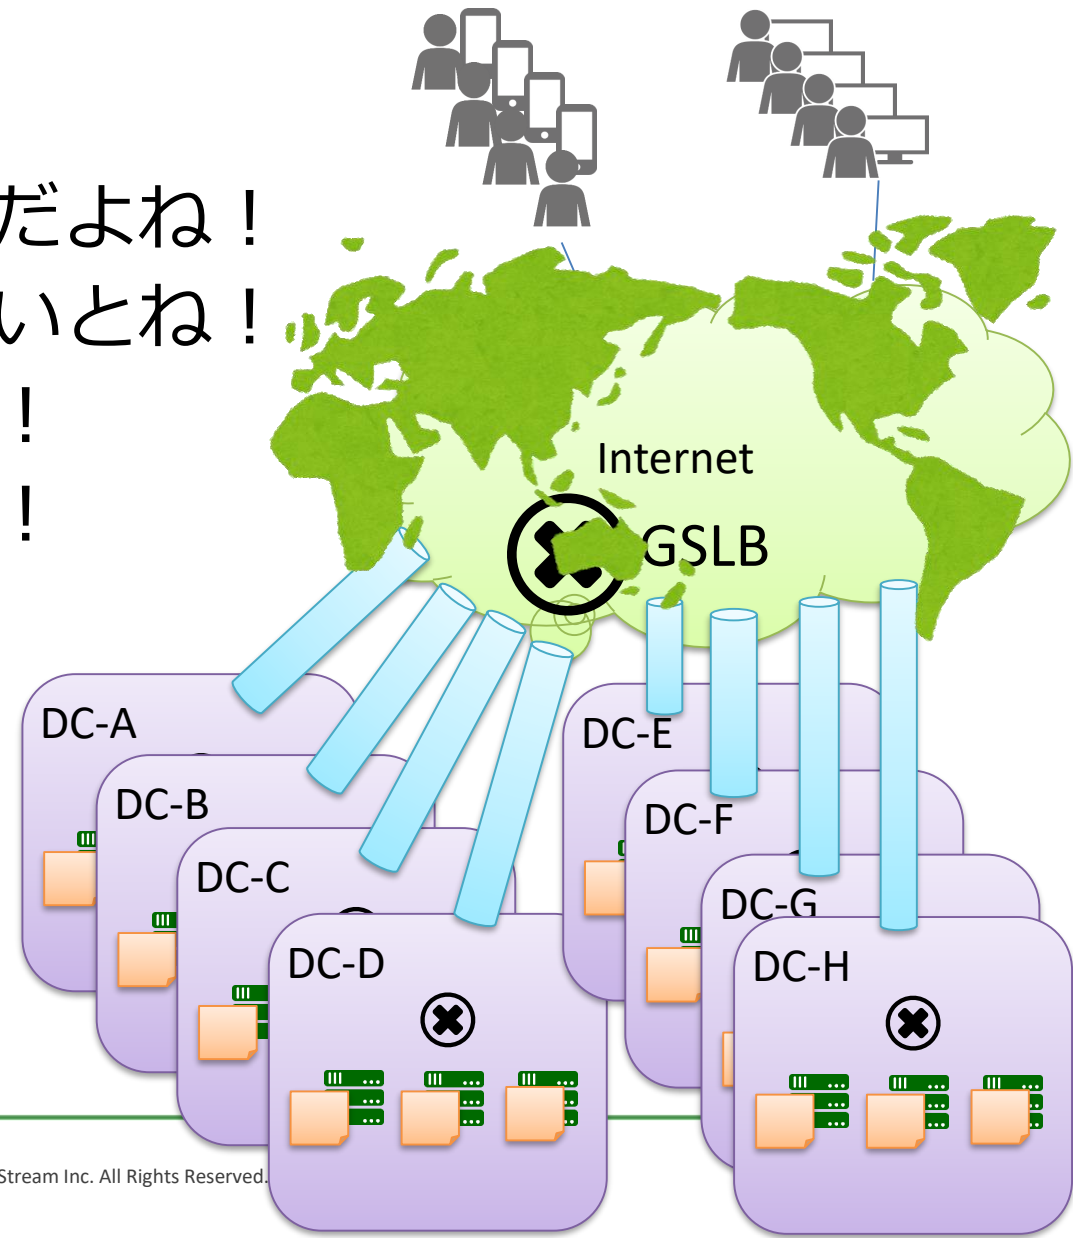 だよね！
いとね！
！
！
Internet
GSLB
DC-A
DC-B
DC-C
DC-D
DC-E
DC-F
DC-G
DC-H
Stream Inc. All Rights Reserved.